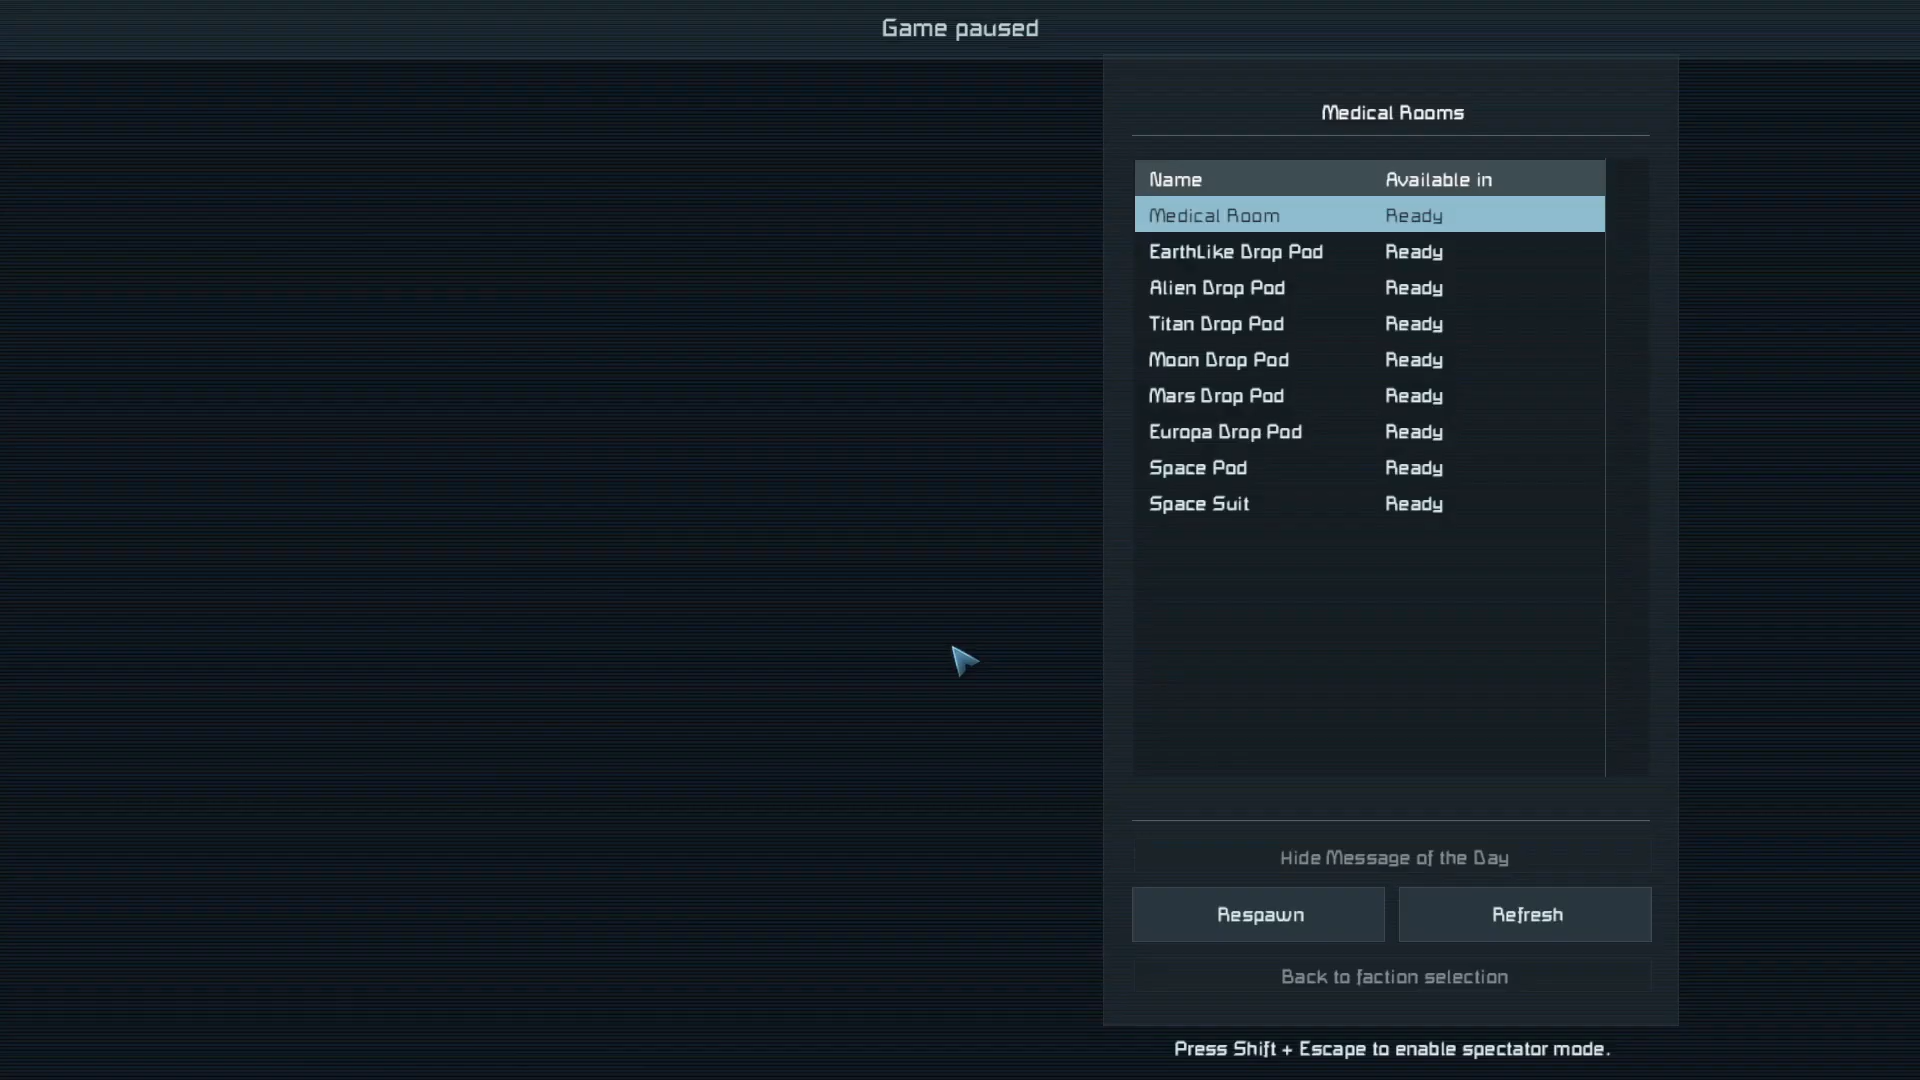 Game paused
Medical Rooms
Name Available in
Medical Room Ready
EarthLike Drop Pod Ready
Alien Drop Pod Ready
Titan Drop Pod Ready
Moon Drop Pod Ready
Mars Drop Pod Ready
Europa Drop Pod Ready
Space Pod Ready
Space Suit Ready
Hide Message of the Day
Respawn Refresh
Back to faction selection
Press Shift + Escape to enable spectator mode.